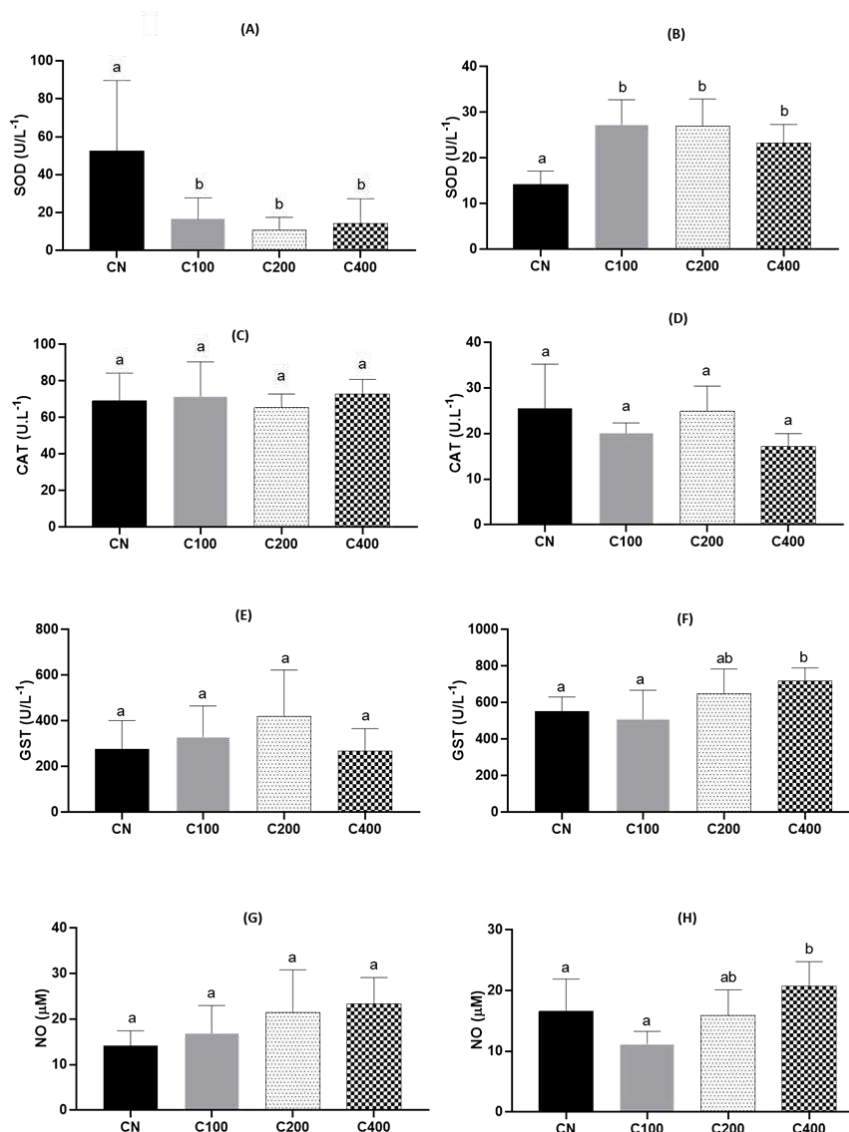 (A)
SOD (U/L⁻¹)
100
80
60
40
20
0
a
b
b
b
CN C100 C200 C400
(B)
SOD (U/L⁻¹)
40
30
20
10
0
a
b
b
b
CN C100 C200 C400
(C)
CAT (U.L⁻¹)
100
80
60
40
20
0
a
a
a
a
CN C100 C200 C400
(D)
CAT (U.L⁻¹)
40
30
20
10
0
a
a
a
a
CN C100 C200 C400
(E)
GST (U/L⁻¹)
800
600
400
200
0
a
a
a
a
CN C100 C200 C400
(F)
GST (U/L⁻¹)
1000
800
600
400
200
0
a
a
ab
b
CN C100 C200 C400
(G)
NO (μM)
40
30
20
10
0
a
a
a
a
CN C100 C200 C400
(H)
NO (μM)
30
20
10
0
a
a
ab
b
CN C100 C200 C400